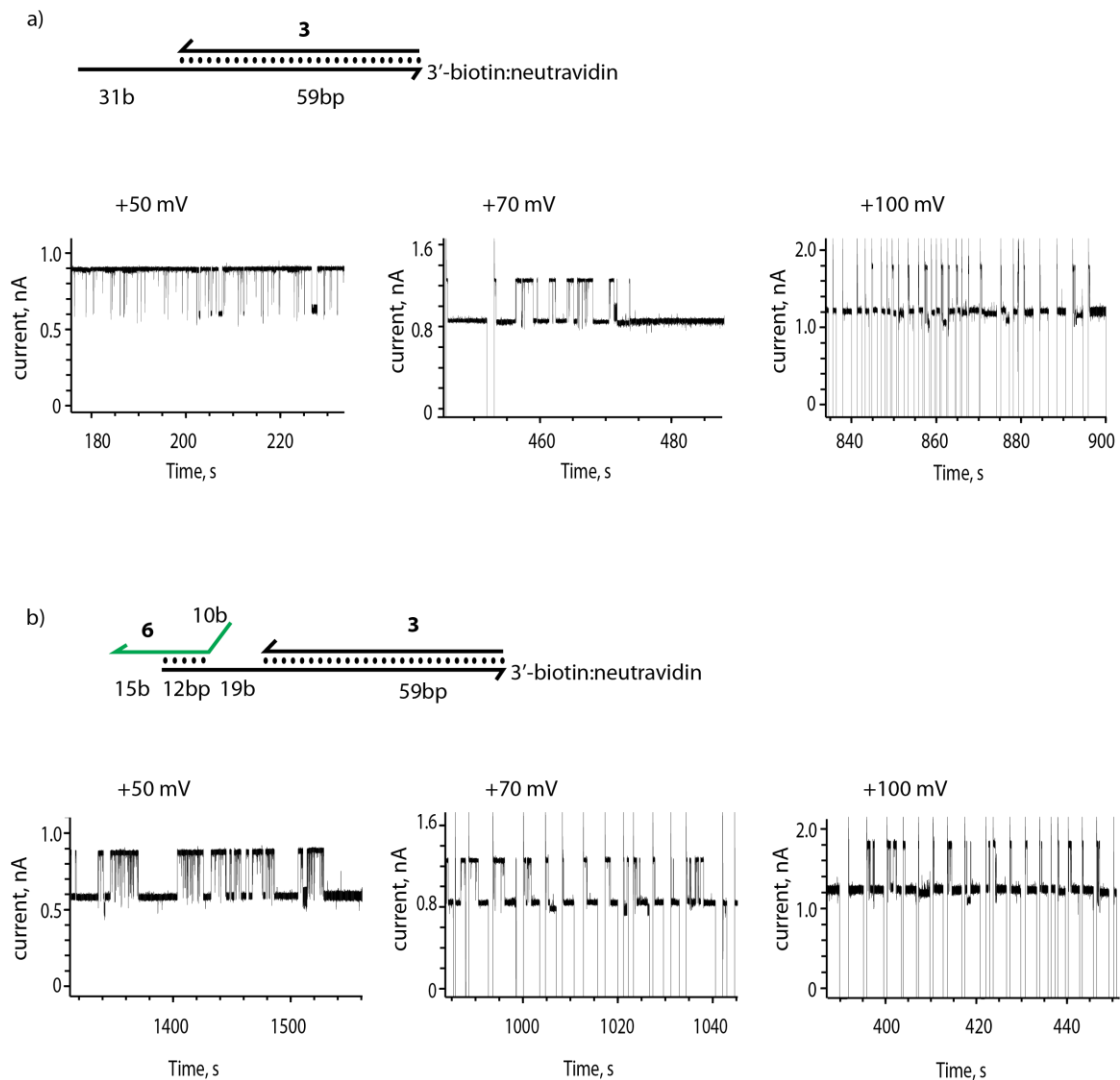 a)
3
3'-biotin:neutravidin
31b 59bp
+50 mV +70 mV +100 mV
current, nA
1.0
0.5
0
180 200 220
Time, s
current, nA
1.6
0.8
0
460 480
Time, s
current, nA
2.0
1.0
0
840 860 880 900
Time, s
b)
10b
6 3
3'-biotin:neutravidin
15b 12bp 19b 59bp
+50 mV +70 mV +100 mV
current, nA
1.0
0.5
0
1400 1500
Time, s
current, nA
1.6
0.8
0
1000 1020 1040
Time, s
current, nA
2.0
1.0
0
400 420 440
Time, s